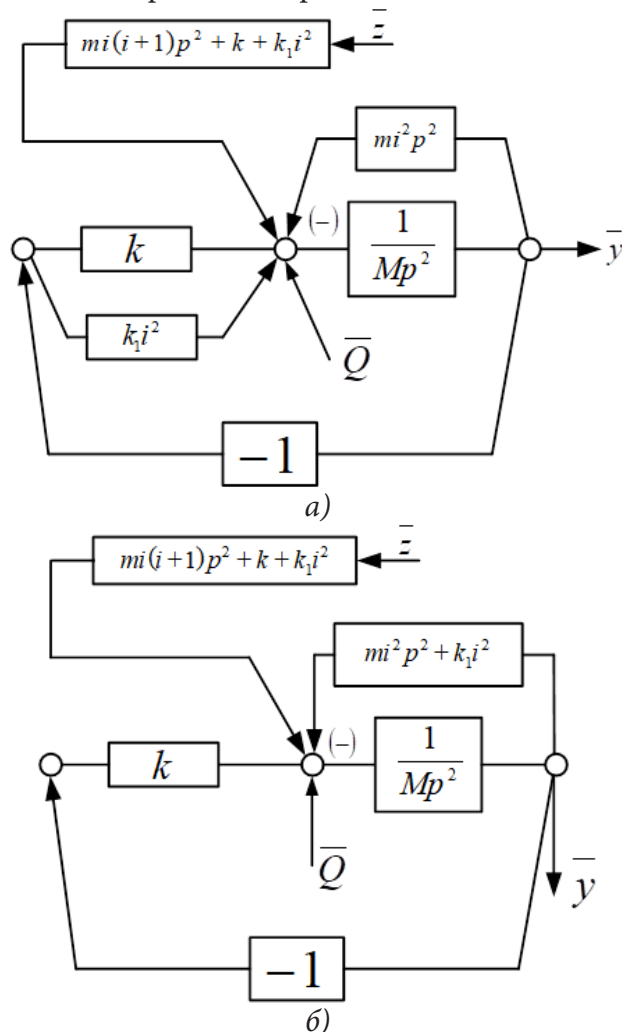 z̄
mi(i+1)p² + k + k₁i²
mi²p²
(−)
k
1
Mp²
ȳ
k₁i²
Q̄
−1
а)
z̄
mi(i+1)p² + k + k₁i²
mi²p² + k₁i²
(−)
k
1
Mp²
Q̄
ȳ
−1
б)